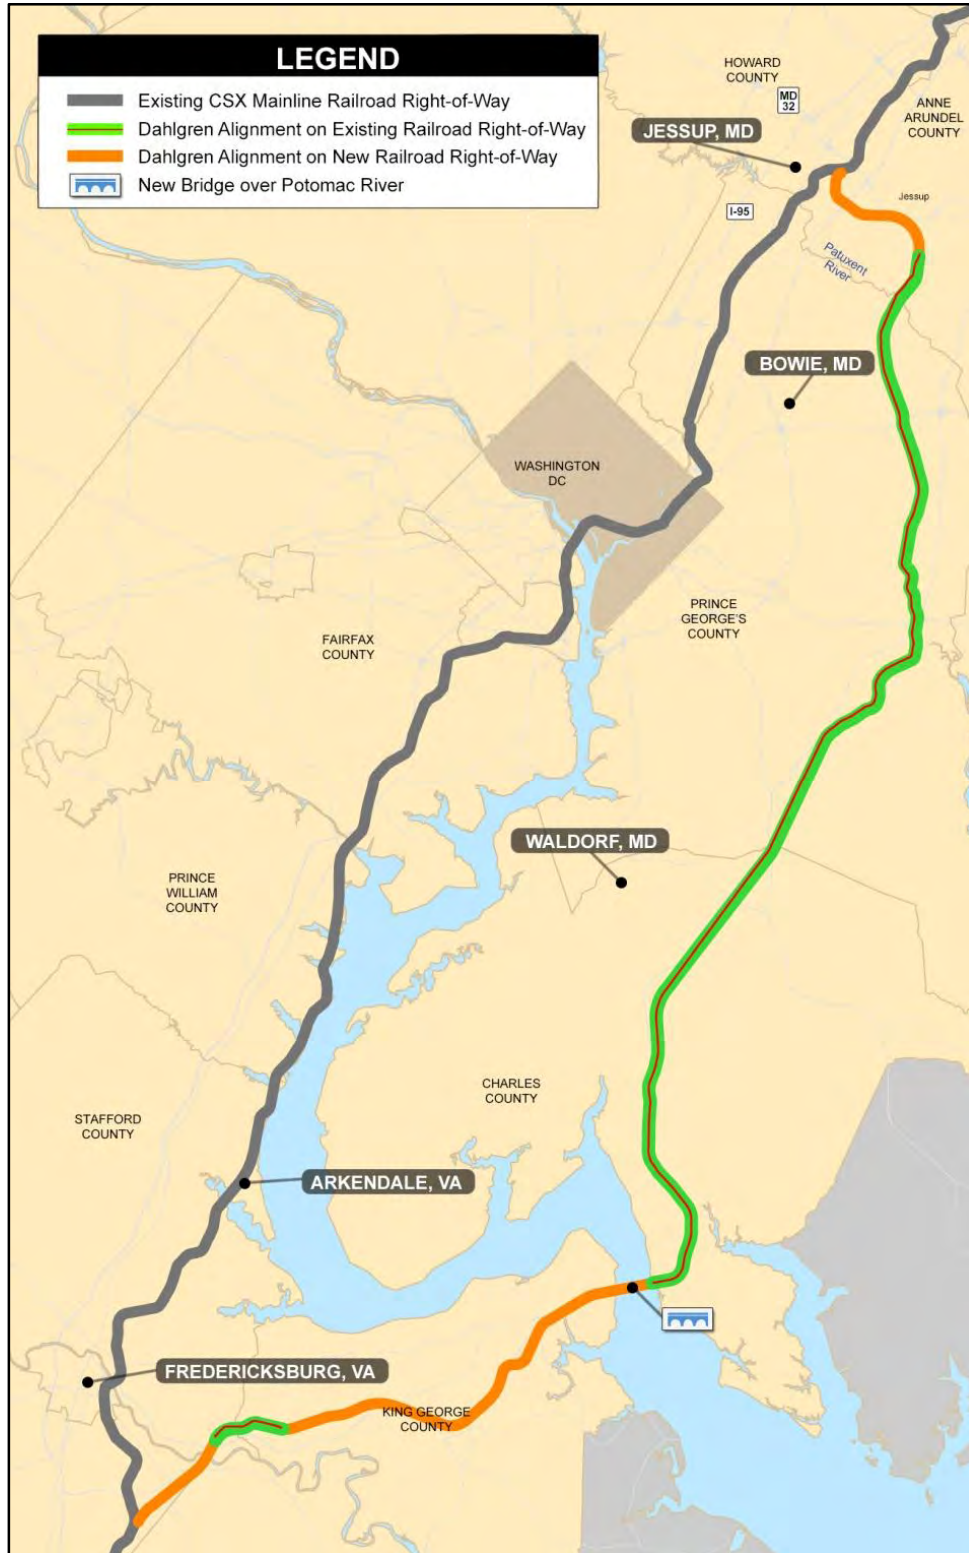 LEGEND
Existing CSX Mainline Railroad Right-of-Way
Dahlgren Alignment on Existing Railroad Right-of-Way
Dahlgren Alignment on New Railroad Right-of-Way
New Bridge over Potomac River
HOWARD
COUNTY
MD
32
ANNE
ARUNDEL
COUNTY
JESSUP, MD
Jessup
I-95
Patuxent
River
BOWIE, MD
WASHINGTON
DC
PRINCE
GEORGE'S
COUNTY
FAIRFAX
COUNTY
WALDORF, MD
PRINCE
WILLIAM
COUNTY
CHARLES
COUNTY
STAFFORD
COUNTY
ARKENDALE, VA
FREDERICKSBURG, VA
KING GEORGE
COUNTY